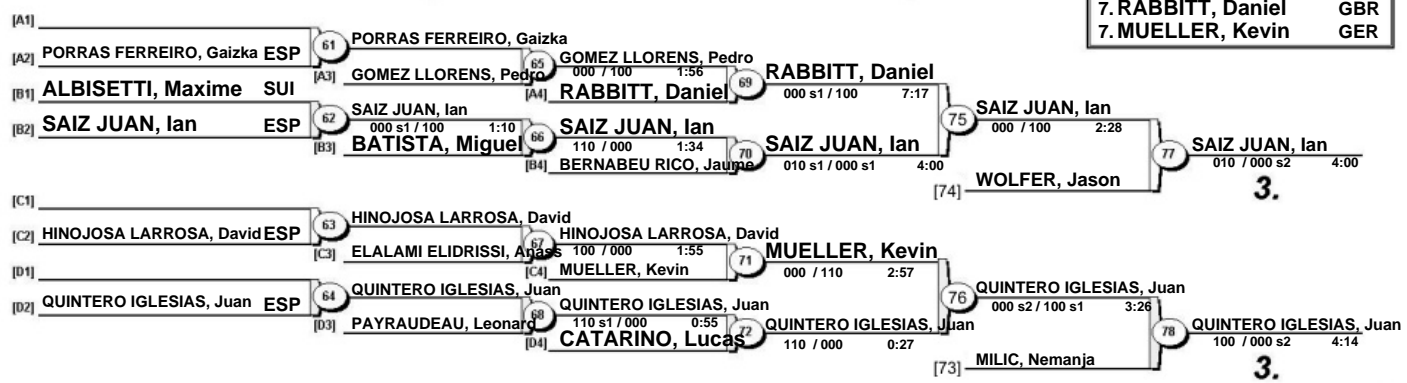 7. RABBITT, Daniel GBR
7. MUELLER, Kevin GER
[A1]
[A2] PORRAS FERREIRO, Gaizka ESP
61 PORRAS FERREIRO, Gaizka
[A3] GOMEZ LLORENS, Pedro
65 GOMEZ LLORENS, Pedro
000 / 100 1:56
[A4] RABBITT, Daniel
69 RABBITT, Daniel
000 s1 / 100 7:17
[B1] ALBISETTI, Maxime SUI
[B2] SAIZ JUAN, Ian ESP
62 SAIZ JUAN, Ian
000 s1 / 100 1:10
[B3] BATISTA, Miguel
66 SAIZ JUAN, Ian
110 / 000 1:34
[B4] BERNABEU RICO, Jaume
70 SAIZ JUAN, Ian
010 s1 / 000 s1 4:00
75 SAIZ JUAN, Ian
000 / 100 2:28
[74] WOLFER, Jason
77 SAIZ JUAN, Ian
010 / 000 s2 4:00
3.
[C1]
[C2] HINOJOSA LARROSA, David ESP
63 HINOJOSA LARROSA, David
[C3] ELALAMI ELIDRISSI, Anass
67 HINOJOSA LARROSA, David
100 / 000 1:55
[C4] MUELLER, Kevin
71 MUELLER, Kevin
000 / 110 2:57
[D1]
[D2] QUINTERO IGLESIAS, Juan ESP
64 QUINTERO IGLESIAS, Juan
[D3] PAYRAUDEAU, Leonard
68 QUINTERO IGLESIAS, Juan
110 s1 / 000 0:55
[D4] CATARINO, Lucas
72 QUINTERO IGLESIAS, Juan
110 / 000 0:27
76 QUINTERO IGLESIAS, Juan
000 s2 / 100 s1 3:26
[73] MILIC, Nemanja
78 QUINTERO IGLESIAS, Juan
100 / 000 s2 4:14
3.